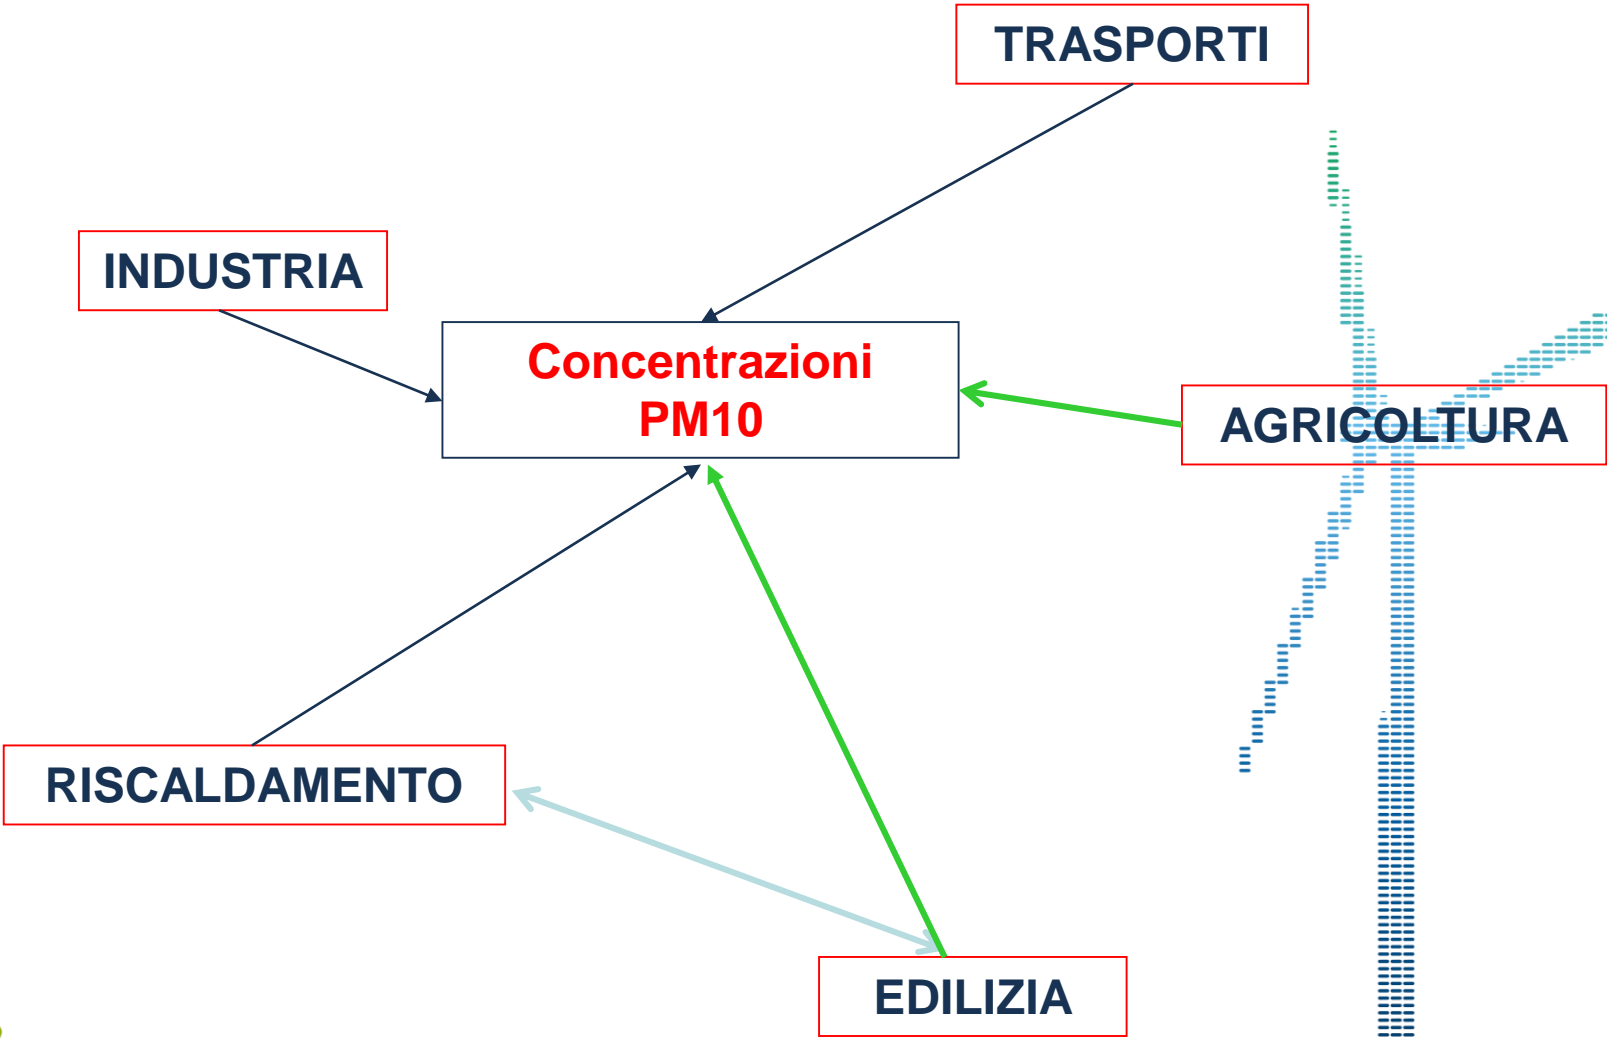 TRASPORTI
INDUSTRIA
Concentrazioni
PM10
AGRICOLTURA
RISCALDAMENTO
EDILIZIA